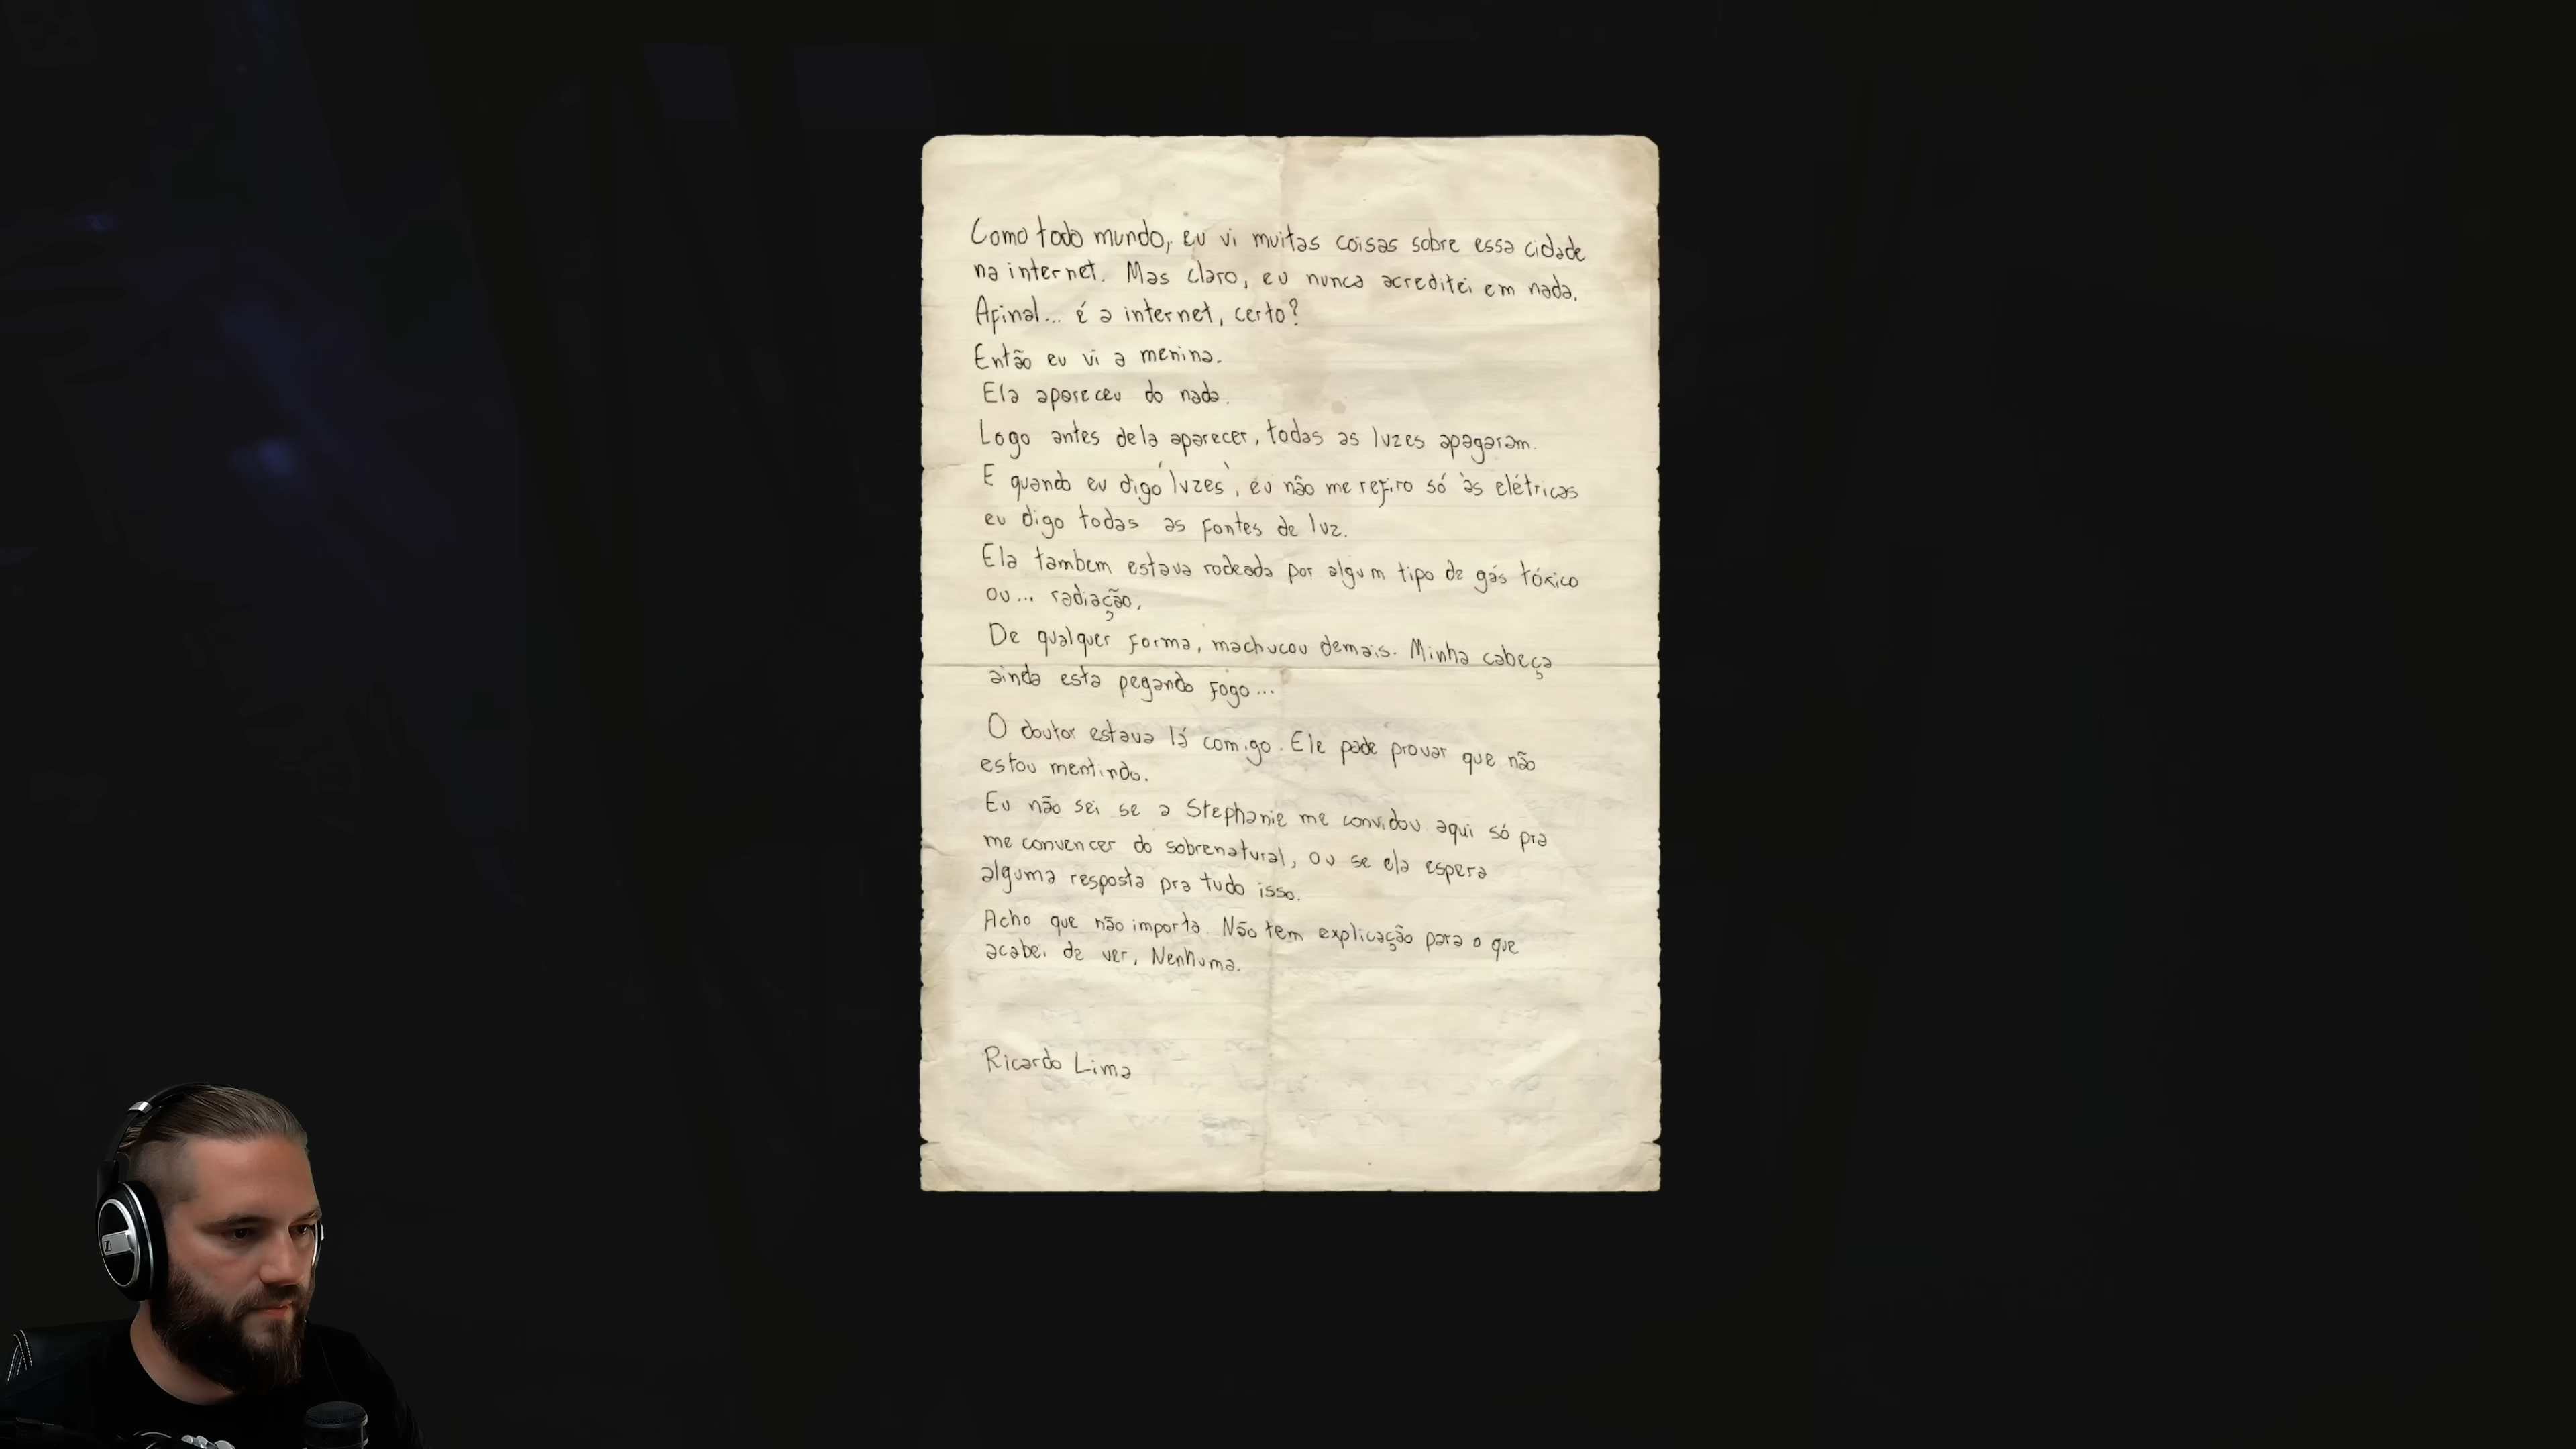 Como todo mundo, eu vi muitas coisas sobre essa cidade
na internet. Mas claro, eu nunca acreditei em nada.
Afinal... é a internet, certo?
Então eu vi a menina.
Ela apareceu do nada.
Logo antes dela aparecer, todas as luzes apagaram.
E quando eu digo ´luzes`, eu não me refiro só às elétricas
eu digo todas as fontes de luz.
Ela tambem estava rodeada por algum tipo de gás tóxico
ou... radiação.
De qualquer forma, machucou demais. Minha cabeça
ainda esta pegando fogo...
O doutor estava lá comigo. Ele pode provar que não
estou mentindo.
Eu não sei se a Stephanie me convidou aqui só pra
me convencer do sobrenatural, ou se ela espera
alguma resposta pra tudo isso.
Acho que não importa. Não tem explicação para o que
acabei de ver, Nenhuma.
Ricardo Lima